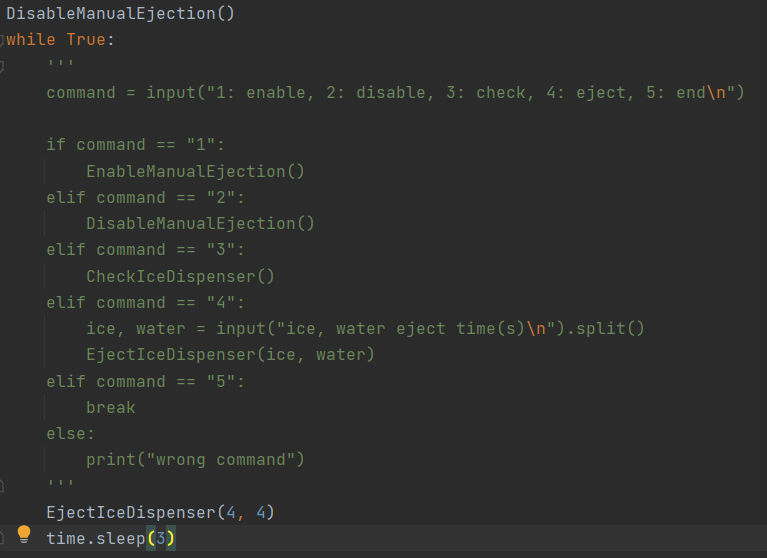 DisableManualEjection()
while True:
    '''
    command = input("1: enable, 2: disable, 3: check, 4: eject, 5: end\n")

    if command == "1":
        EnableManualEjection()
    elif command == "2":
        DisableManualEjection()
    elif command == "3":
        CheckIceDispenser()
    elif command == "4":
        ice, water = input("ice, water eject time(s)\n").split()
        EjectIceDispenser(ice, water)
    elif command == "5":
        break
    else:
        print("wrong command")
    '''
    EjectIceDispenser(4, 4)
    time.sleep(3)